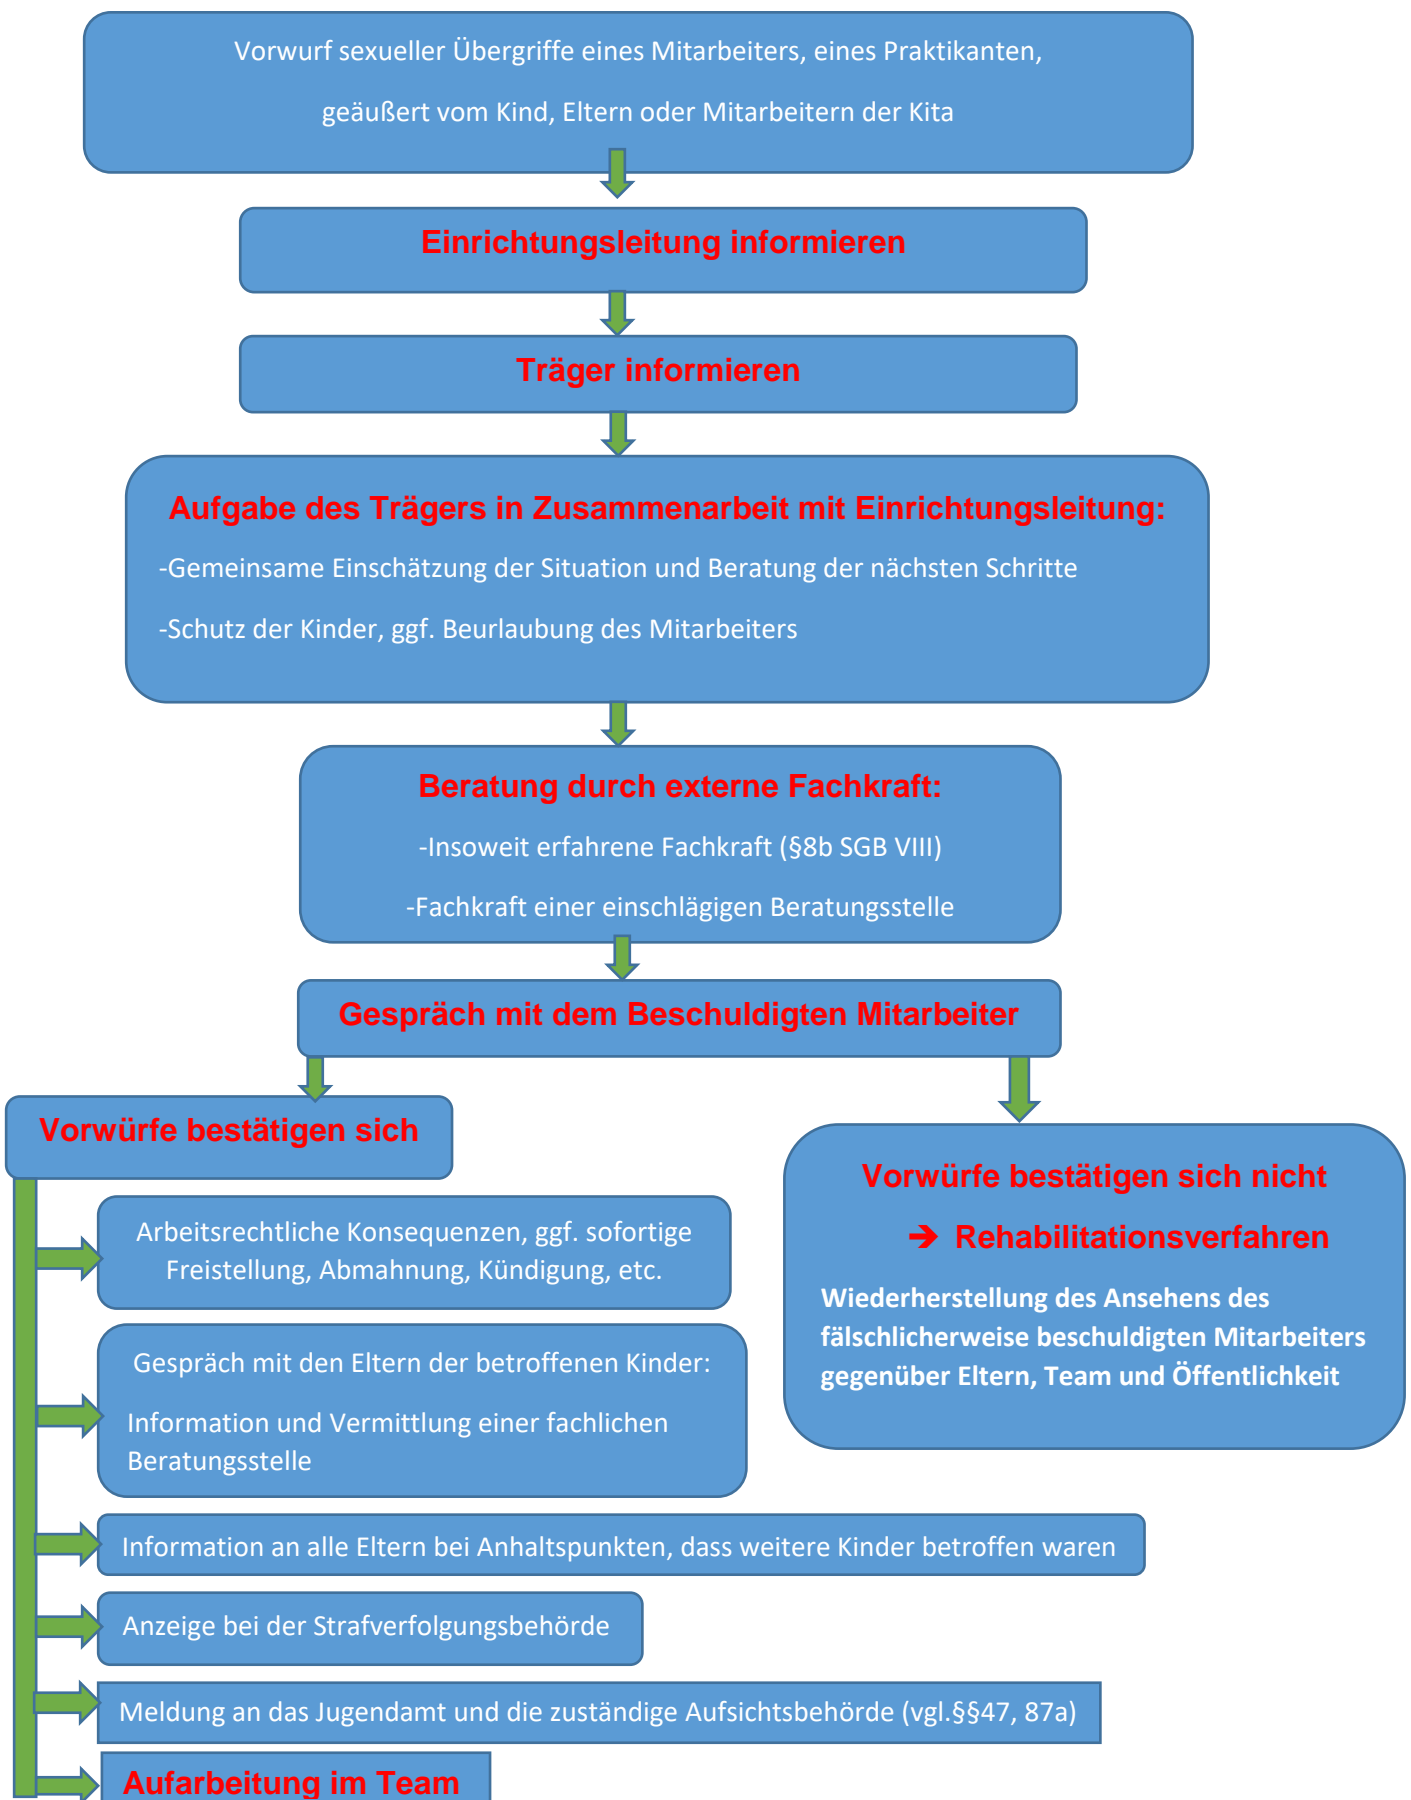 Vorwurf sexueller Übergriffe eines Mitarbeiters, eines Praktikanten,
geäußert vom Kind, Eltern oder Mitarbeitern der Kita
Einrichtungsleitung informieren
Träger informieren
Aufgabe des Trägers in Zusammenarbeit mit Einrichtungsleitung:
-Gemeinsame Einschätzung der Situation und Beratung der nächsten Schritte
-Schutz der Kinder, ggf. Beurlaubung des Mitarbeiters
Beratung durch externe Fachkraft:
-Insoweit erfahrene Fachkraft (§8b SGB VIII)
-Fachkraft einer einschlägigen Beratungsstelle
Gespräch mit dem Beschuldigten Mitarbeiter
Vorwürfe bestätigen sich
Arbeitsrechtliche Konsequenzen, ggf. sofortige
Freistellung, Abmahnung, Kündigung, etc.
Gespräch mit den Eltern der betroffenen Kinder:
Information und Vermittlung einer fachlichen
Beratungsstelle
Information an alle Eltern bei Anhaltspunkten, dass weitere Kinder betroffen waren
Anzeige bei der Strafverfolgungsbehörde
Meldung an das Jugendamt und die zuständige Aufsichtsbehörde (vgl.§§47, 87a)
Aufarbeitung im Team
Vorwürfe bestätigen sich nicht
➔ Rehabilitationsverfahren
Wiederherstellung des Ansehens des
fälschlicherweise beschuldigten Mitarbeiters
gegenüber Eltern, Team und Öffentlichkeit